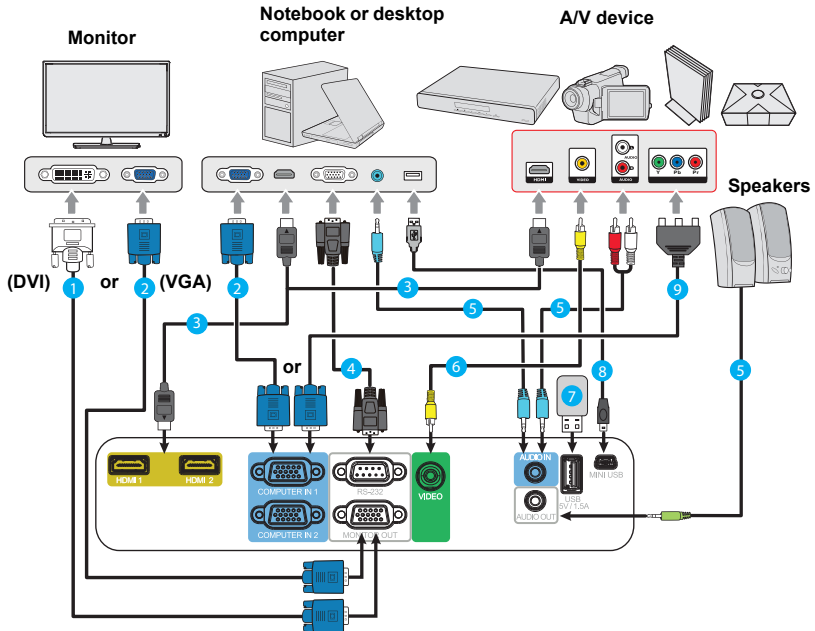 Notebook or desktop
computer
A/V device
Monitor
Speakers
HDMI
VIDEO
AUDIO
AUDIO
Y Pb Pr
(DVI) 1 or 2 (VGA)
2
3
3
4
5
5
6
7
8
9
5
or
HDMI 1
HDMI 2
COMPUTER IN 1
COMPUTER IN 2
RS-232
MONITOR OUT
VIDEO
AUDIO IN
AUDIO OUT
USB
5V/1.5A
MINI USB